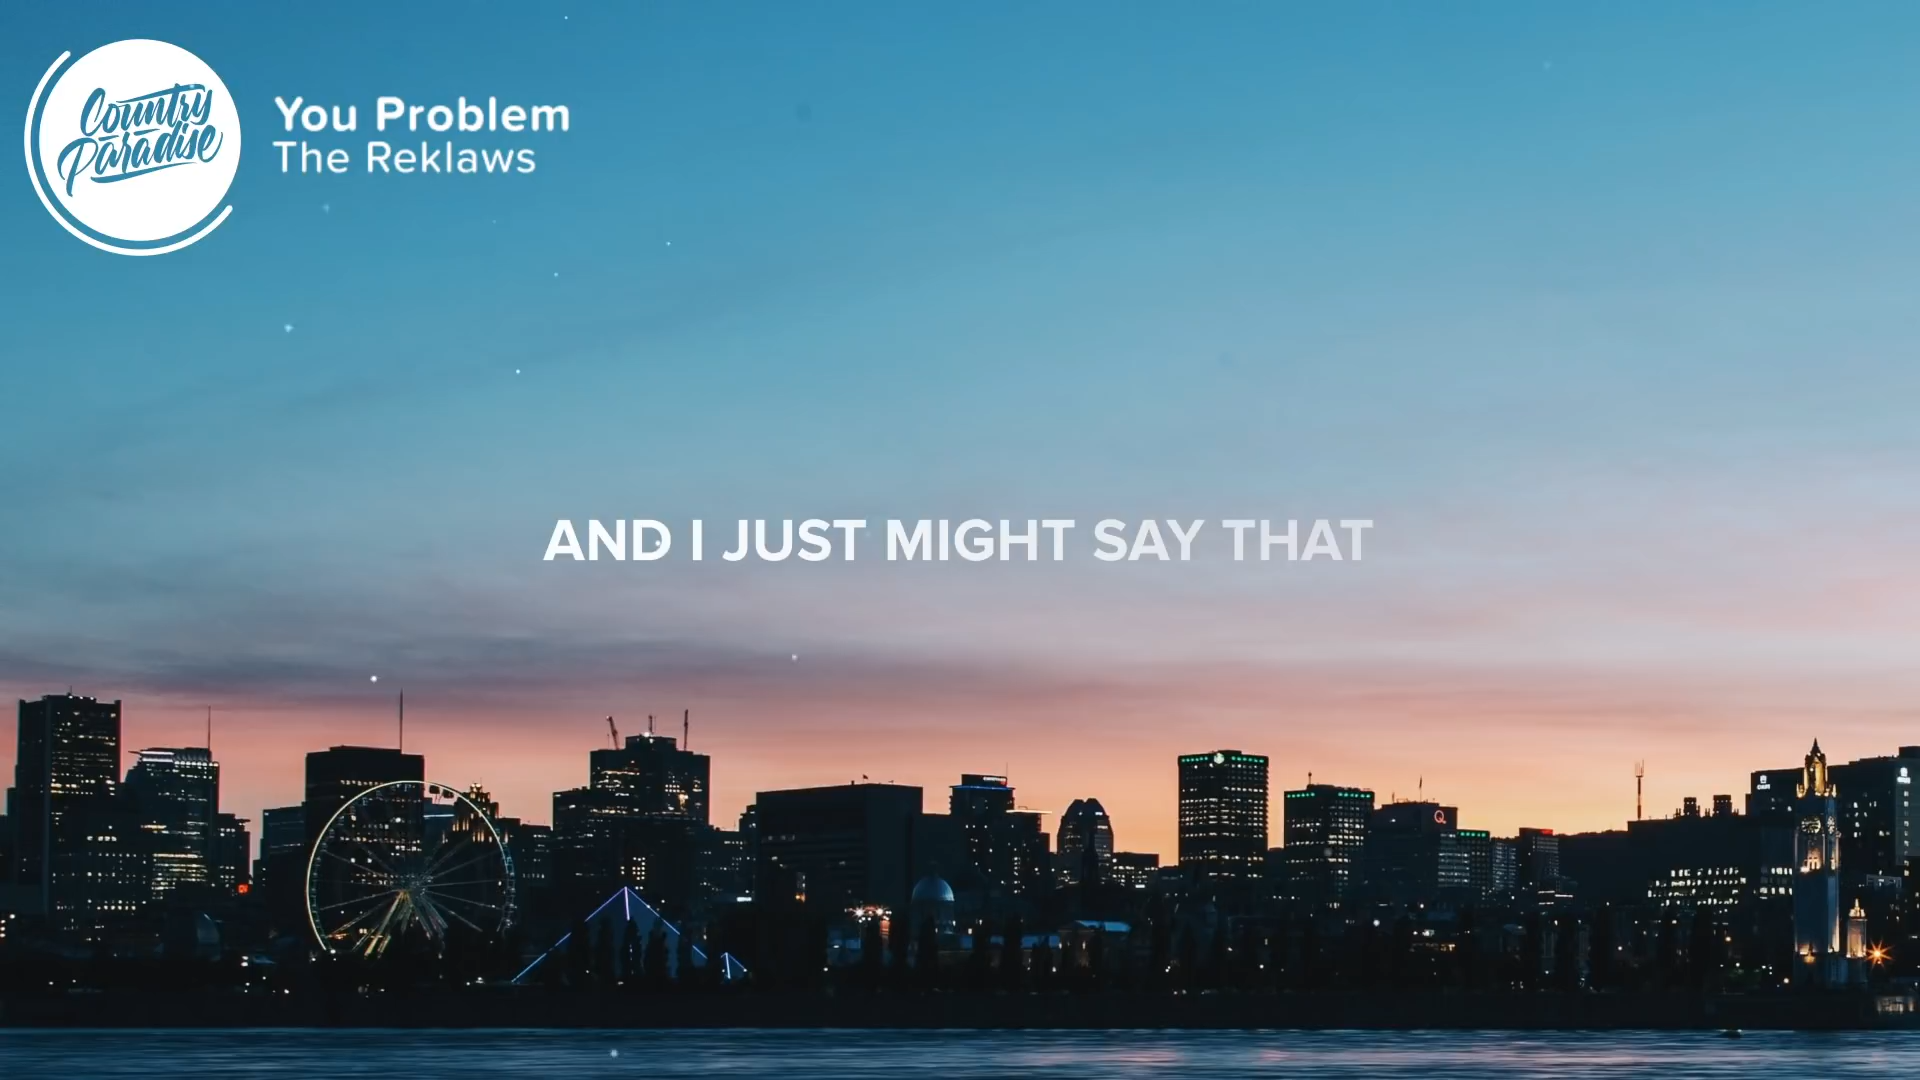 Country
Paradise
You Problem
The Reklaws
AND I JUST MIGHT SAY THAT
Q